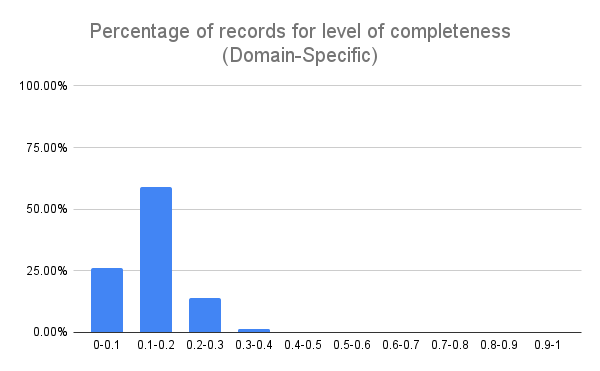 Percentage of records for level of completeness
(Domain-Specific)
100.00%
75.00%
50.00%
25.00%
0.00%
0-0.1 0.1-0.2 0.2-0.3 0.3-0.4 0.4-0.5 0.5-0.6 0.6-0.7 0.7-0.8 0.8-0.9 0.9-1